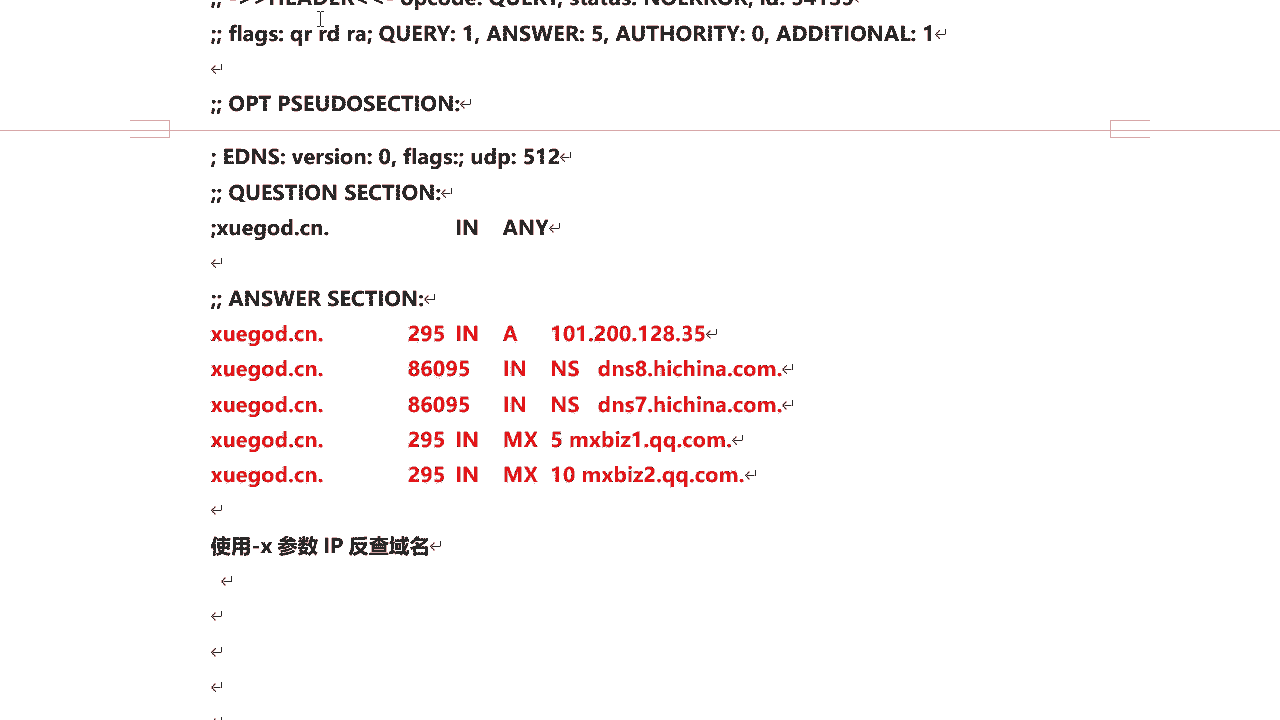 ;; ->>HEADER<<- opcode: QUERY, status: NOERROR, id: 54139
;; flags: qr rd ra; QUERY: 1, ANSWER: 5, AUTHORITY: 0, ADDITIONAL: 1
;; OPT PSEUDOSECTION:
; EDNS: version: 0, flags:; udp: 512
;; QUESTION SECTION:
;xuegod.cn. IN ANY
;; ANSWER SECTION:
xuegod.cn. 295 IN A 101.200.128.35
xuegod.cn. 86095 IN NS dns8.hichina.com.
xuegod.cn. 86095 IN NS dns7.hichina.com.
xuegod.cn. 295 IN MX 5 mxbiz1.qq.com.
xuegod.cn. 295 IN MX 10 mxbiz2.qq.com.
使用-x 参数 IP 反查域名